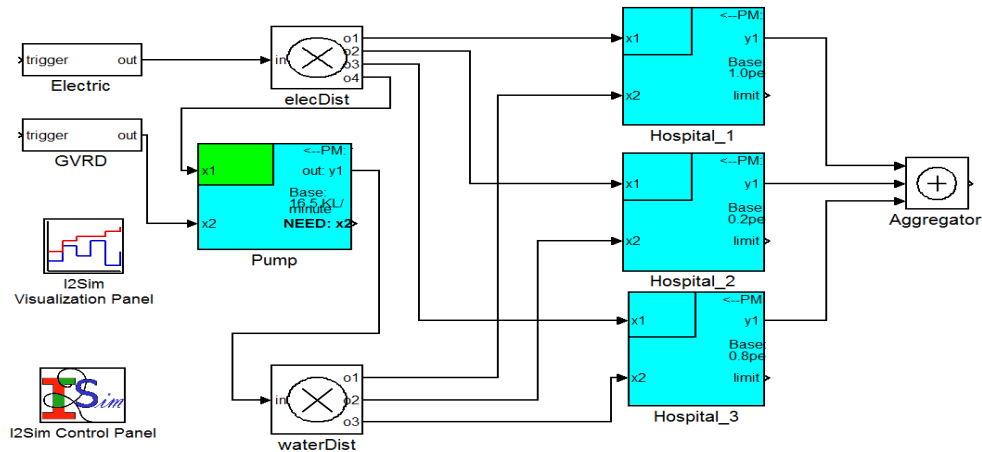 trigger out
Electric
trigger out
GVRD
in
o1
o2
o3
o4
elecDist
<--PM:
x1
out: y1
Base:
16.5 KL/
minute
x2
NEED: x2
Pump
I2Sim
Visualization Panel
ISim
I2Sim Control Panel
in
o1
o2
o3
waterDist
<--PM:
x1
y1
Base:
1.0pe
x2
limit
Hospital_1
<--PM:
x1
y1
Base:
0.2pe
x2
limit
Hospital_2
<--PM
x1
y1
Base:
0.8pe
x2
limit
Hospital_3
Aggregator